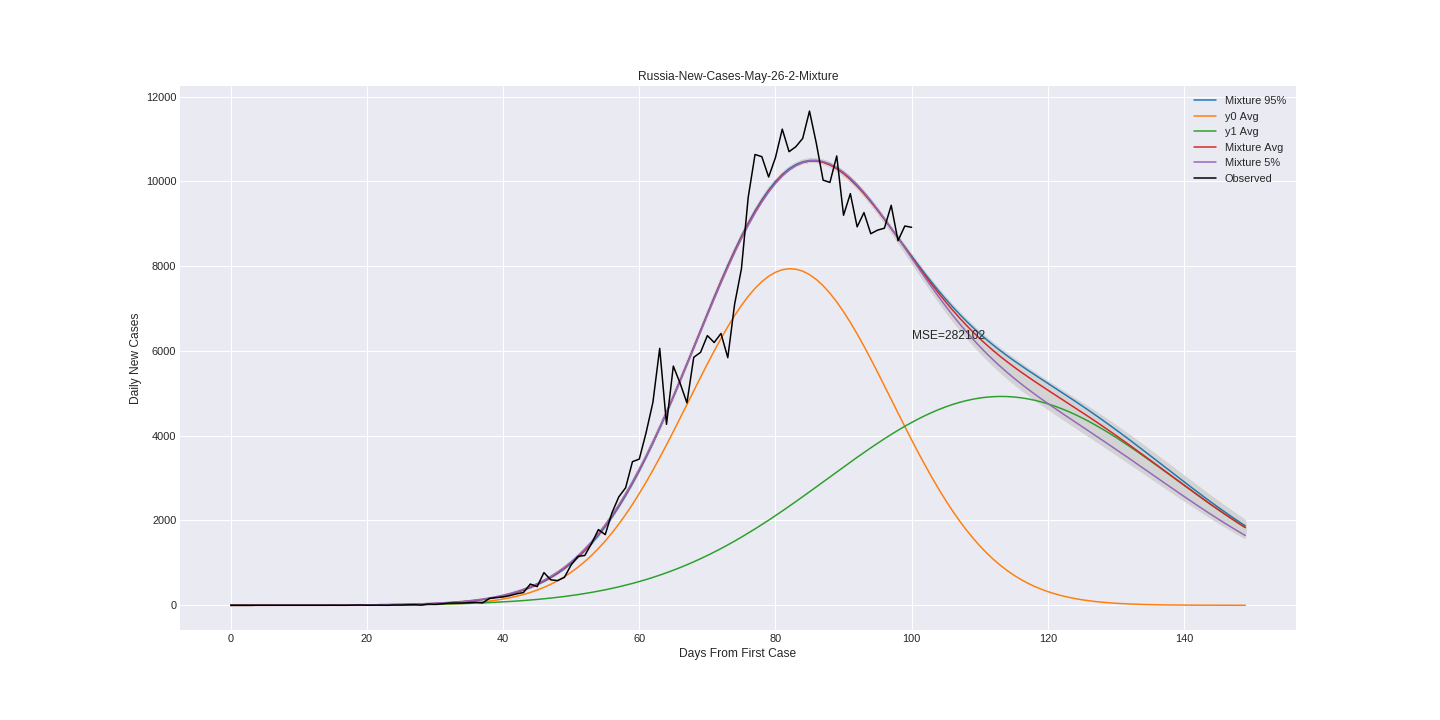 Russia-New-Cases-May-26-2-Mixture
12000
10000
8000
6000
4000
2000
0
Daily New Cases
Mixture 95%
y0 Avg
y1 Avg
Mixture Avg
Mixture 5%
Observed
MSE=282102
0 20 40 60 80 100 120 140
Days From First Case